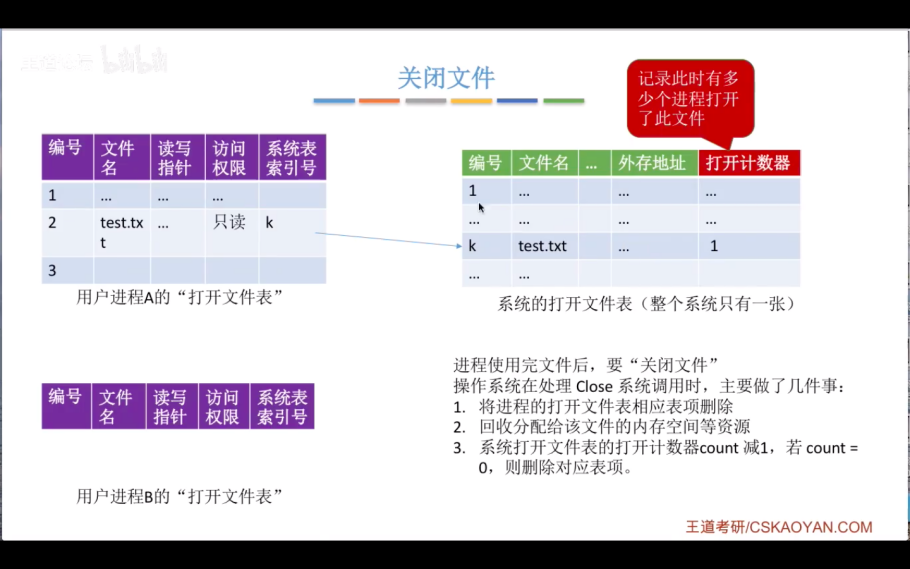 关闭文件
记录此时有多
少个进程打开
了此文件
编号 文件名 读写指针 访问权限 系统表索引号
1 ... ... ...
2 test.txt ... 只读 k
3
用户进程A的“打开文件表”
编号 文件名 ... 外存地址 打开计数器
1 ... ... ...
... ... ... ...
k test.txt ... 1
... ...
系统的打开文件表（整个系统只有一张）
编号 文件名 读写指针 访问权限 系统表索引号
用户进程B的“打开文件表”
进程使用完文件后，要“关闭文件”
操作系统在处理 Close 系统调用时，主要做了几件事：
1. 将进程的打开文件表相应表项删除
2. 回收分配给该文件的内存空间等资源
3. 系统打开文件表的打开计数器count 减1，若 count =
0，则删除对应表项。
王道考研/CSKAOYAN.COM